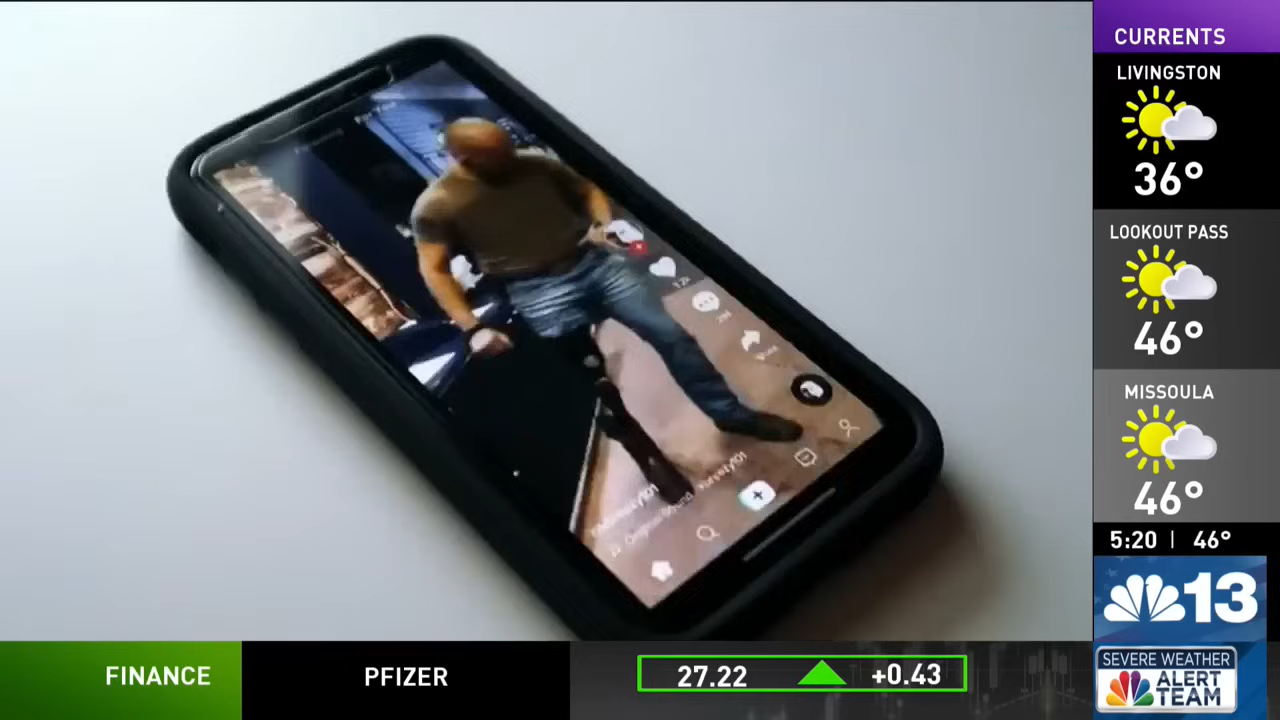 CURRENTS
LIVINGSTON
36°
LOOKOUT PASS
46°
MISSOULA
46°
5:20 | 46°
13
SEVERE WEATHER
ALERT
TEAM
FINANCE
PFIZER
27.22
+0.43